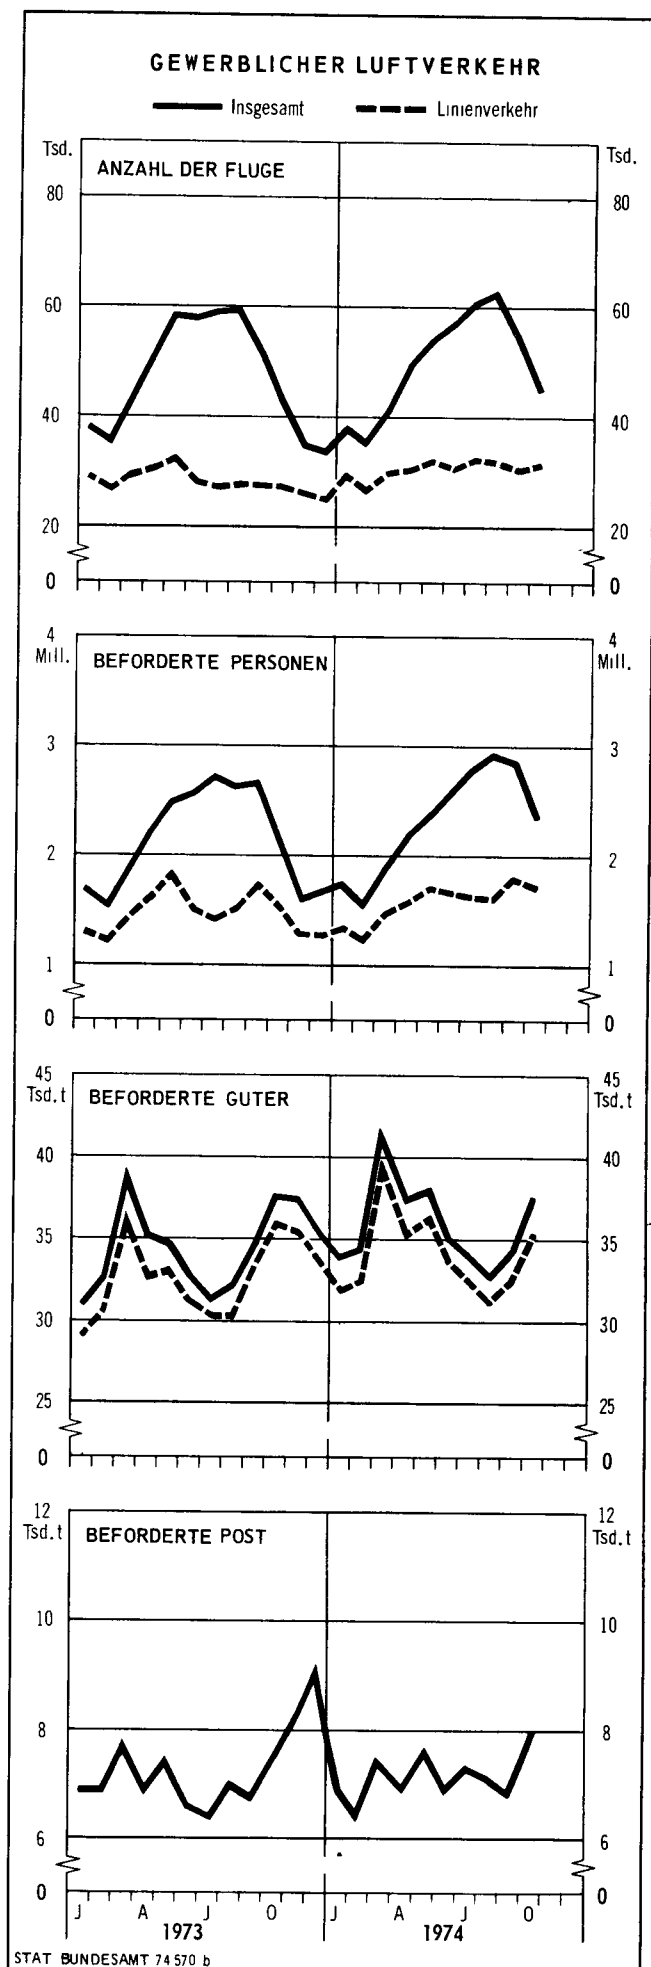 GEWERBLICHER LUFTVERKEHR
Insgesamt Linienverkehr
Tsd. Tsd.
ANZAHL DER FLUGE
80 80
60 60
40 40
20 20
0 0
4 4
Mill. Mill.
BEFORDERTE PERSONEN
3 3
2 2
1 1
0 0
45 45
Tsd.t Tsd.t
BEFORDERTE GUTER
40 40
35 35
30 30
25 25
0 0
12 12
Tsd.t Tsd.t
BEFORDERTE POST
10 10
8 8
6 6
0 0
J A J O J A J O
1973 1974
STAT BUNDESAMT 74 570 b